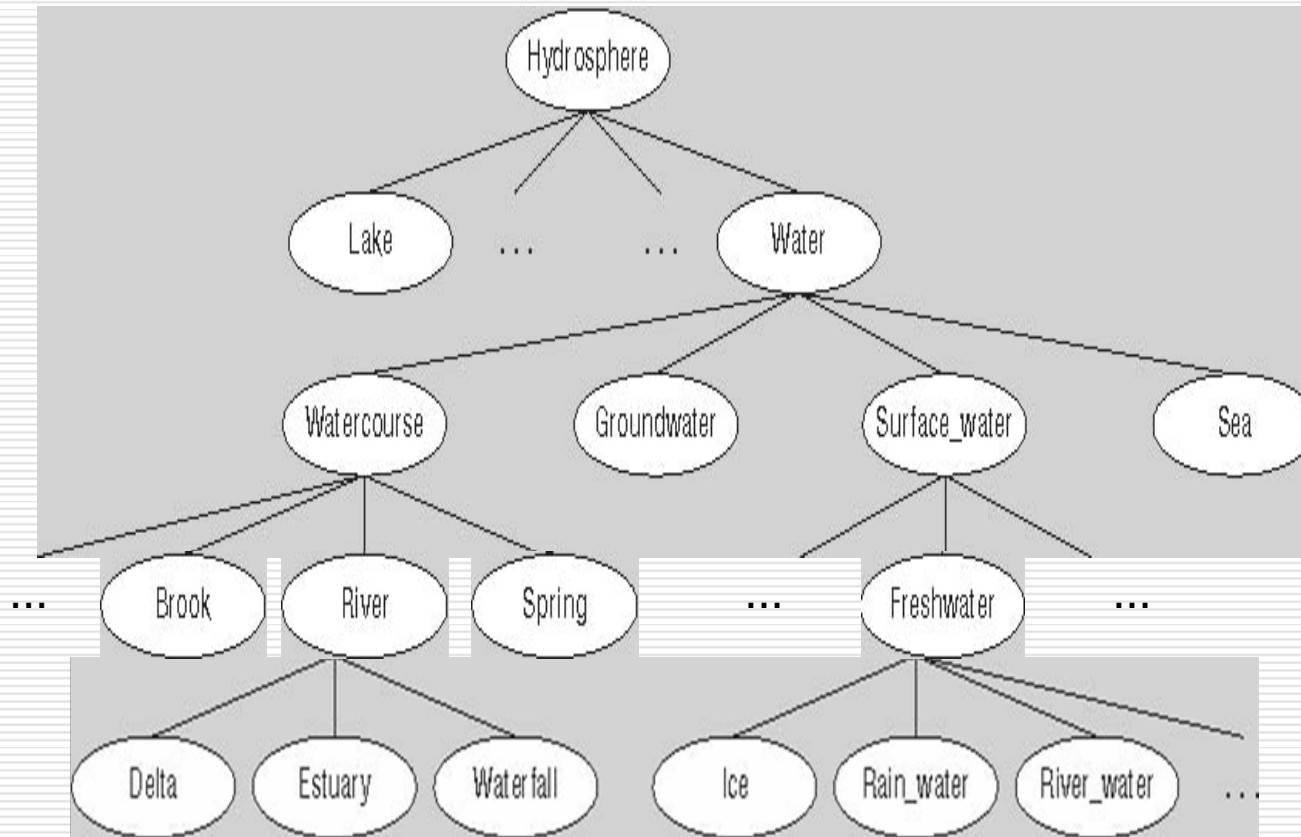 Hydrosphere
Lake ... ... Water
Watercourse Groundwater Surface_water Sea
... Brook River Spring ... Freshwater ...
Delta Estuary Waterfall Ice Rain_water River_water ...